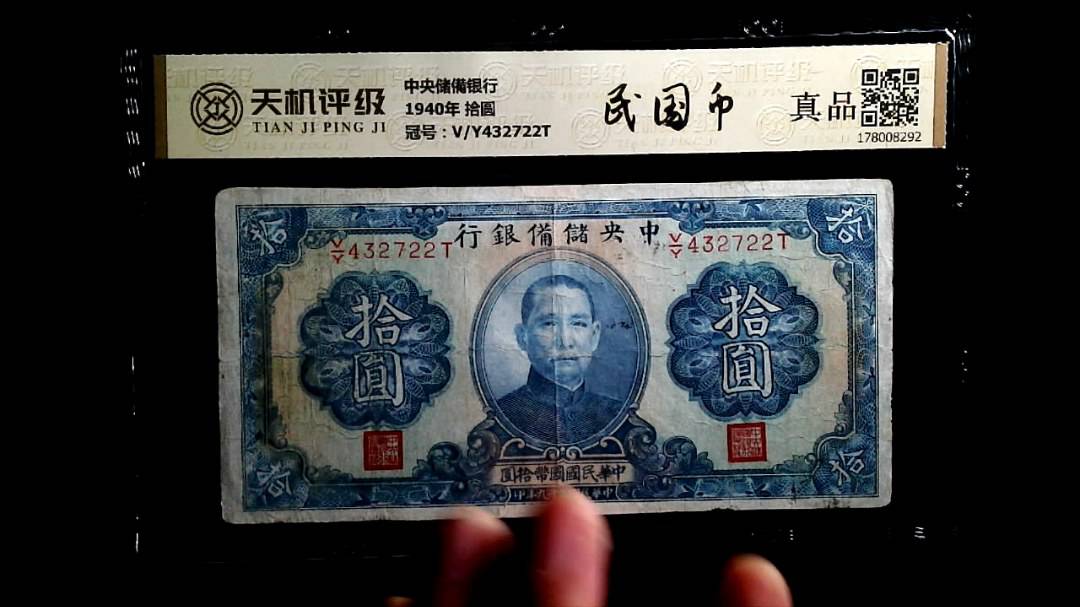 天机评级
TIAN JI PING JI
中央储備银行
1940年 拾圆
冠号：V/Y432722T
民国币
真品
178008292
行銀備儲央中
V/Y432722T
V/Y432722T
拾
拾
拾圓
拾圓
圓拾幣國國民華中
拾
拾